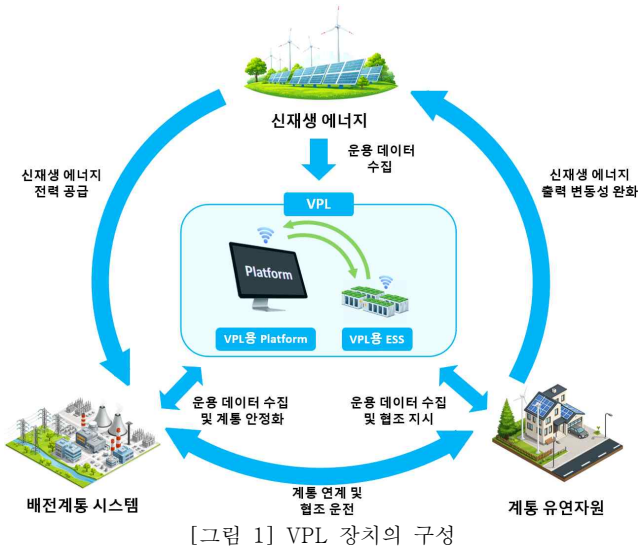 신재생 에너지
운용 데이터
수집
신재생 에너지
전력 공급
신재생 에너지
출력 변동성 완화
VPL
Platform
VPL용 Platform
VPL용 ESS
운용 데이터 수집
및 계통 안정화
운용 데이터 수집
및 협조 지시
배전계통 시스템
계통 연계 및
협조 운전
계통 유연자원
[그림 1] VPL 장치의 구성